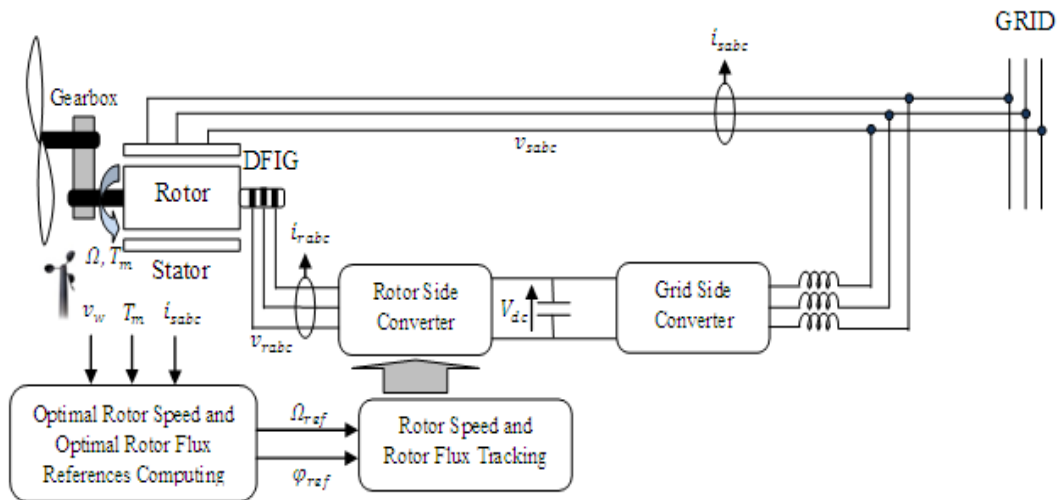 GRID
i_sabc
Gearbox
v_sabc
DFIG
Rotor
i_rabc
Ω, T_m
Stator
Rotor Side
Converter
V_dc
Grid Side
Converter
v_w T_m i_sabc
v_rabc
Optimal Rotor Speed and
Optimal Rotor Flux
References Computing
Ω_ref
φ_ref
Rotor Speed and
Rotor Flux Tracking